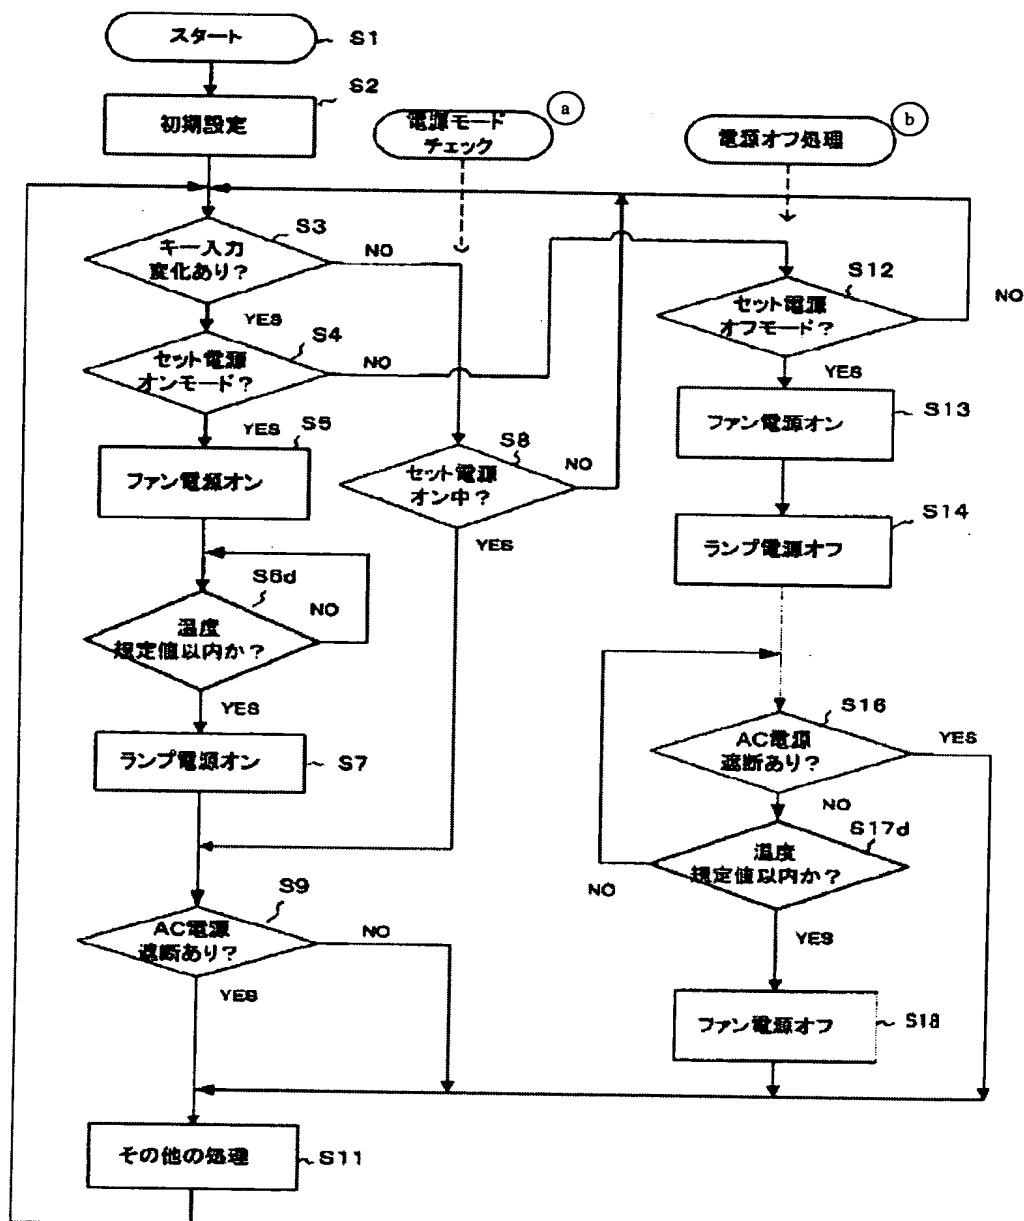 スタート
S1
S2
初期設定
電源モード
チェック
a
電源オフ処理
b
S3
キー入力
変化あり?
NO
YES
S4
セット電源
オンモード?
NO
YES
S5
ファン電源オン
S6d
温度
規定値以内か?
NO
YES
ランプ電源オン
S7
S8
セット電源
オン中?
NO
YES
S9
AC電源
遮断あり?
NO
YES
その他の処理
S11
S12
セット電源
オフモード?
NO
YES
ファン電源オン
S13
S14
ランプ電源オフ
S16
AC電源
遮断あり?
YES
NO
S17d
温度
規定値以内か?
NO
YES
ファン電源オフ
S18